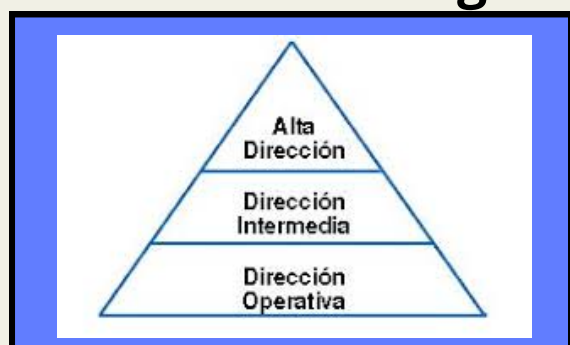 Alta
Dirección
Dirección
Intermedia
Dirección
Operativa